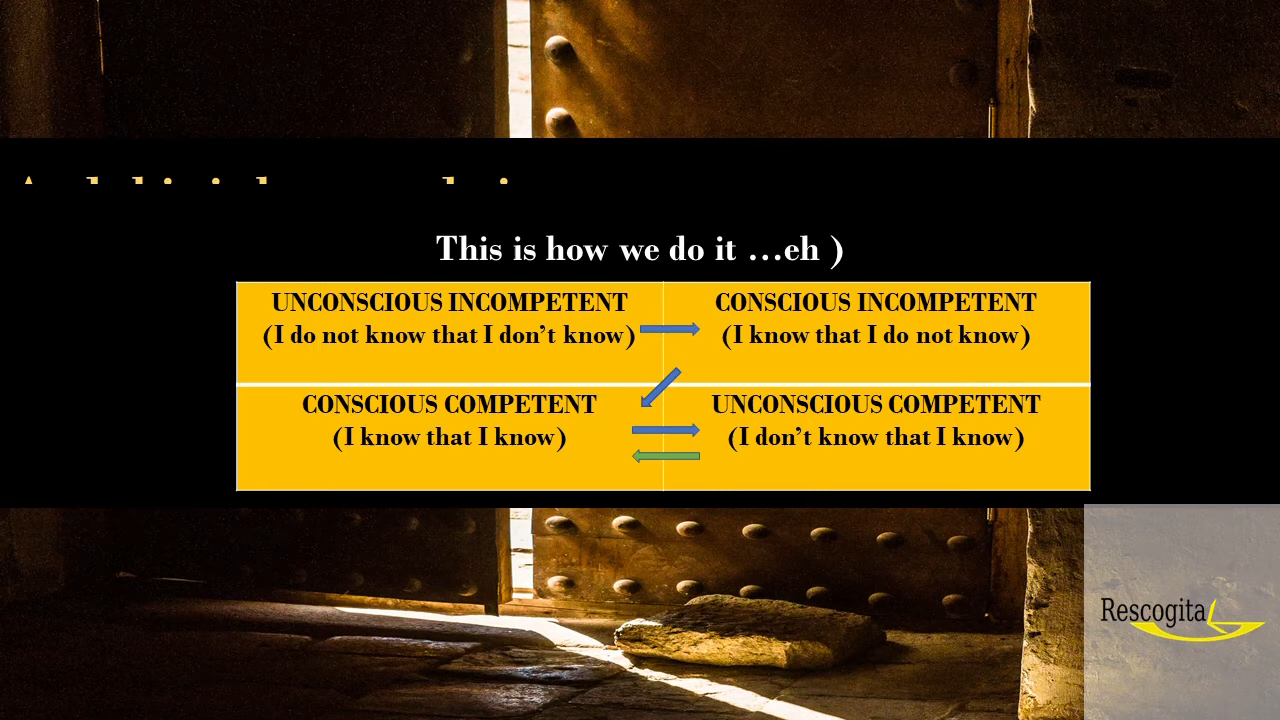 This is how we do it …eh )
UNCONSCIOUS INCOMPETENT
(I do not know that I don’t know)
CONSCIOUS INCOMPETENT
(I know that I do not know)
CONSCIOUS COMPETENT
(I know that I know)
UNCONSCIOUS COMPETENT
(I don’t know that I know)
Rescogita